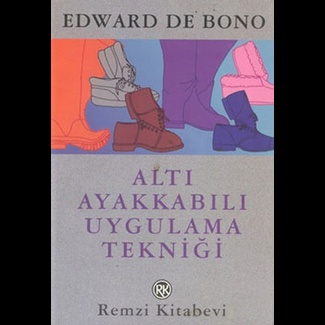 EDWARD DE BONO
ALTI
AYAKKABILI
UYGULAMA
TEKNİĞİ
RK
Remzi Kitabevi